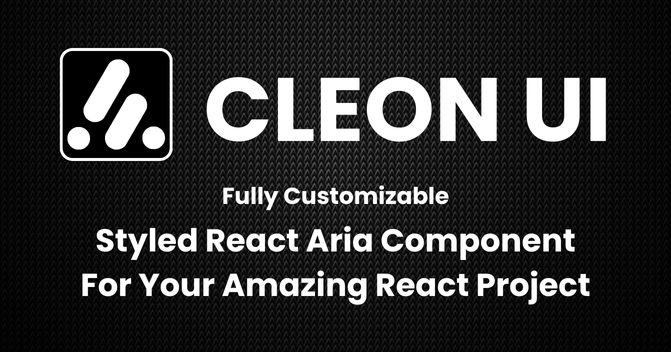 CLEON UI
Fully Customizable
Styled React Aria Component
For Your Amazing React Project